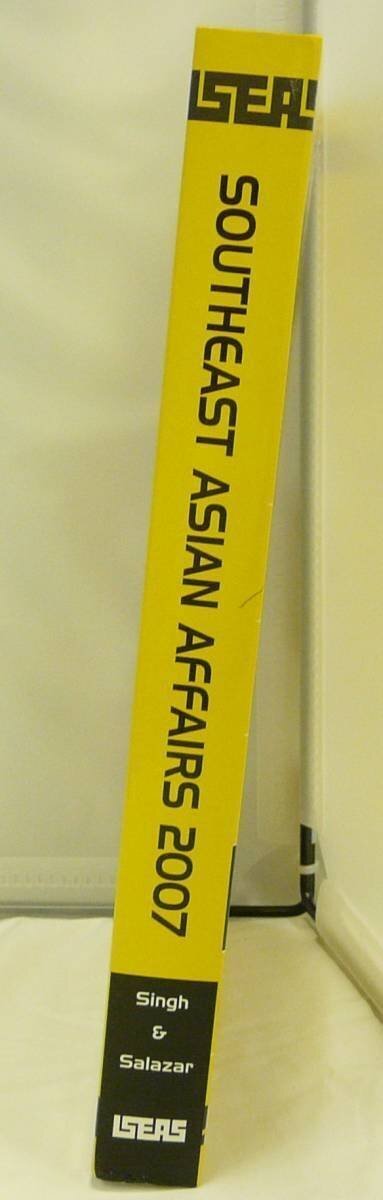 ISEAS
SOUTHEAST ASIAN AFFAIRS 2007
Singh
&
Salazar
ISEAS